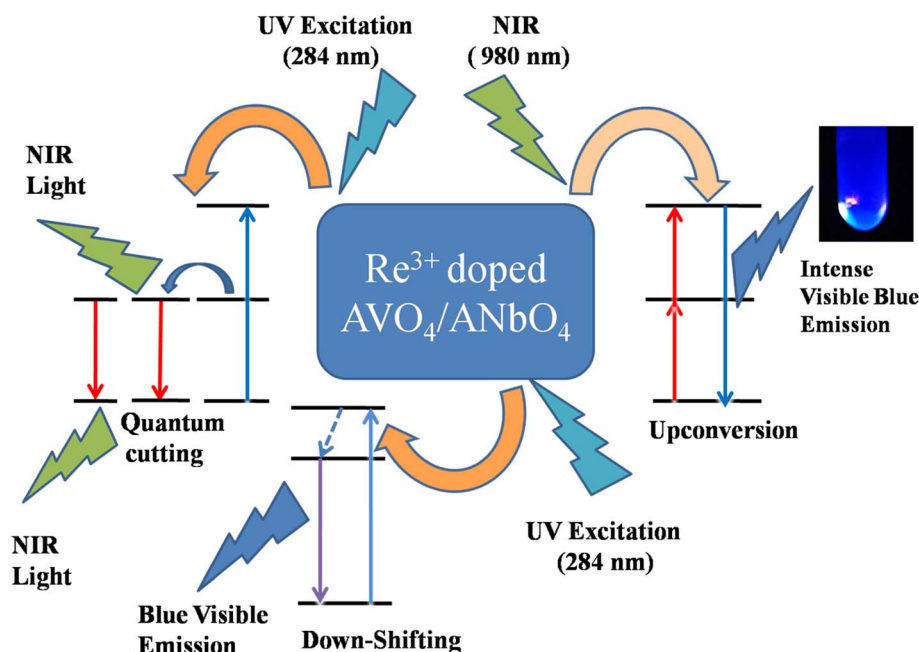 UV Excitation
(284 nm)
NIR
( 980 nm)
NIR
Light
Re³⁺ doped
AVO₄/ANbO₄
Intense
Visible Blue
Emission
Quantum
cutting
Upconversion
NIR
Light
UV Excitation
(284 nm)
Blue Visible
Emission
Down-Shifting